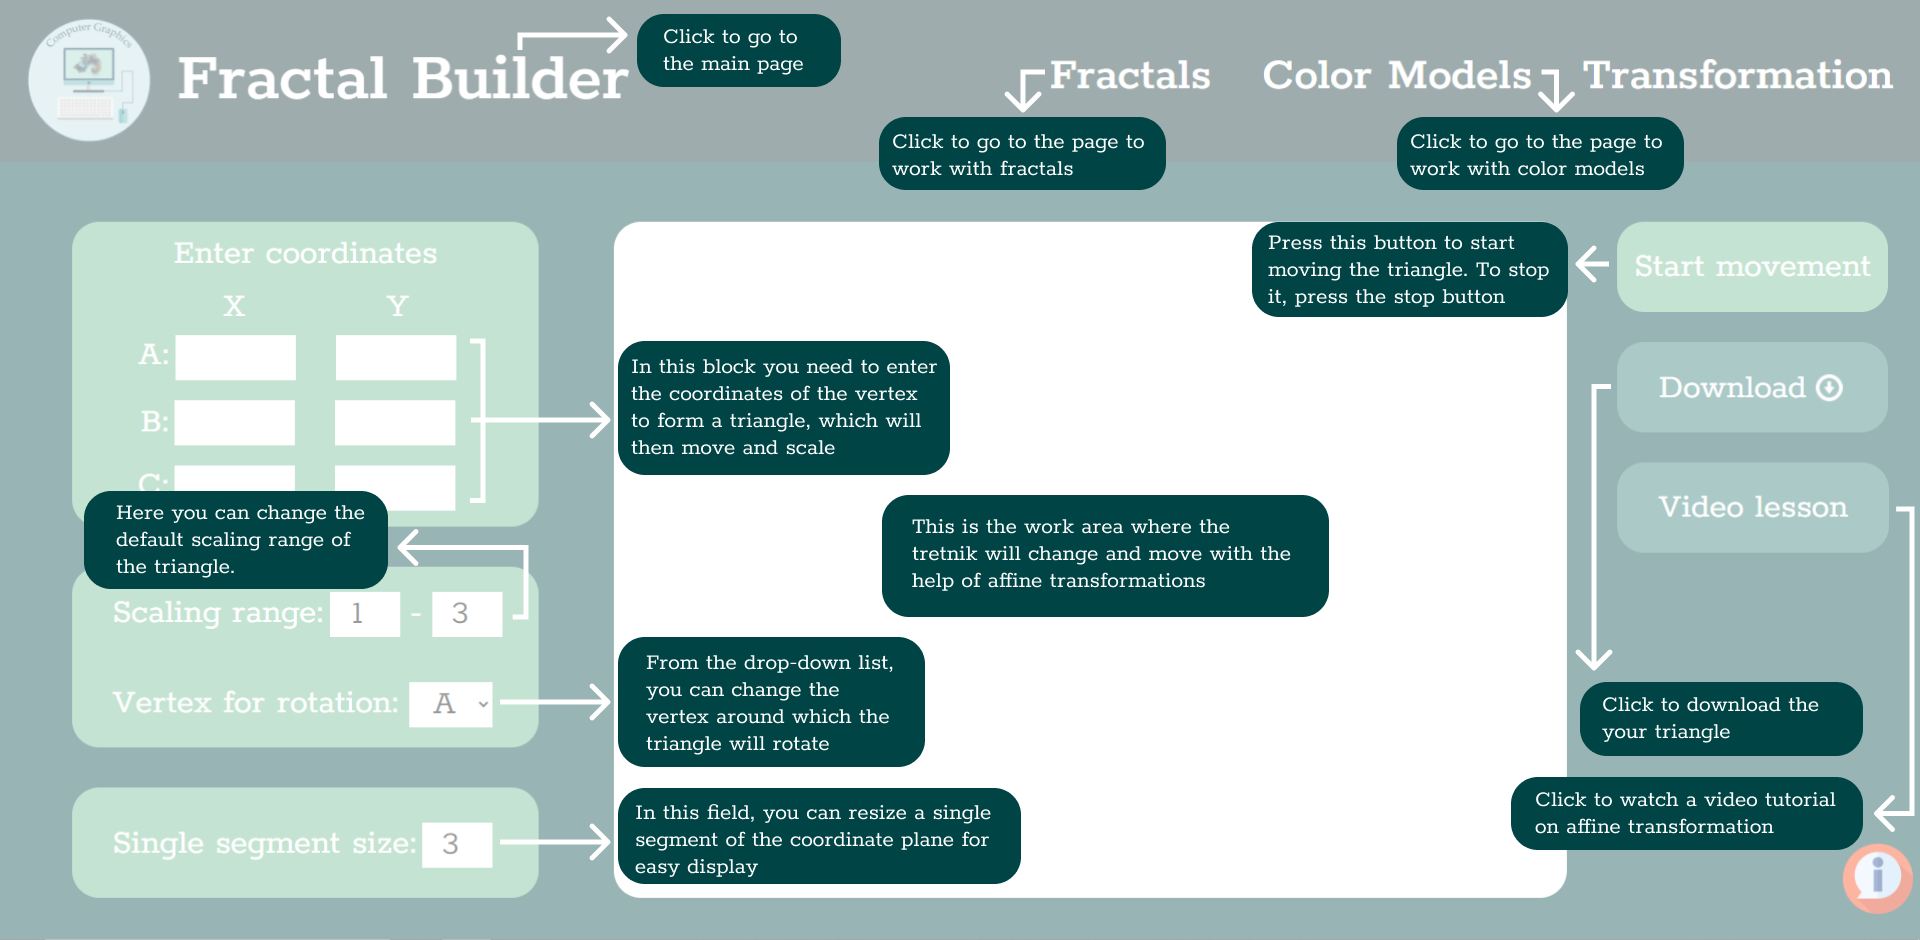 Computer Graphics
Fractal Builder
Click to go to
the main page
Fractals
Color Models
Transformation
Click to go to the page to
work with fractals
Click to go to the page to
work with color models
Enter coordinates
X
Y
A:
B:
C:
In this block you need to enter
the coordinates of the vertex
to form a triangle, which will
then move and scale
Press this button to start
moving the triangle. To stop
it, press the stop button
Start movement
Download
Video lesson
Here you can change the
default scaling range of
the triangle.
This is the work area where the
tretnik will change and move with the
help of affine transformations
Scaling range: 1 - 3
Vertex for rotation: A
From the drop-down list,
you can change the
vertex around which the
triangle will rotate
Click to download the
your triangle
Single segment size: 3
In this field, you can resize a single
segment of the coordinate plane for
easy display
Click to watch a video tutorial
on affine transformation
i